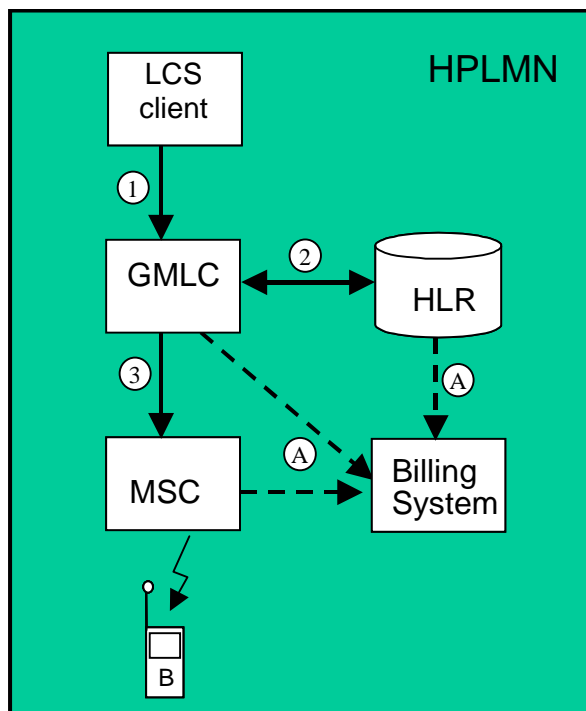 HPLMN
LCS
client
1
GMLC
2
HLR
3
A
A
MSC
Billing
System
B